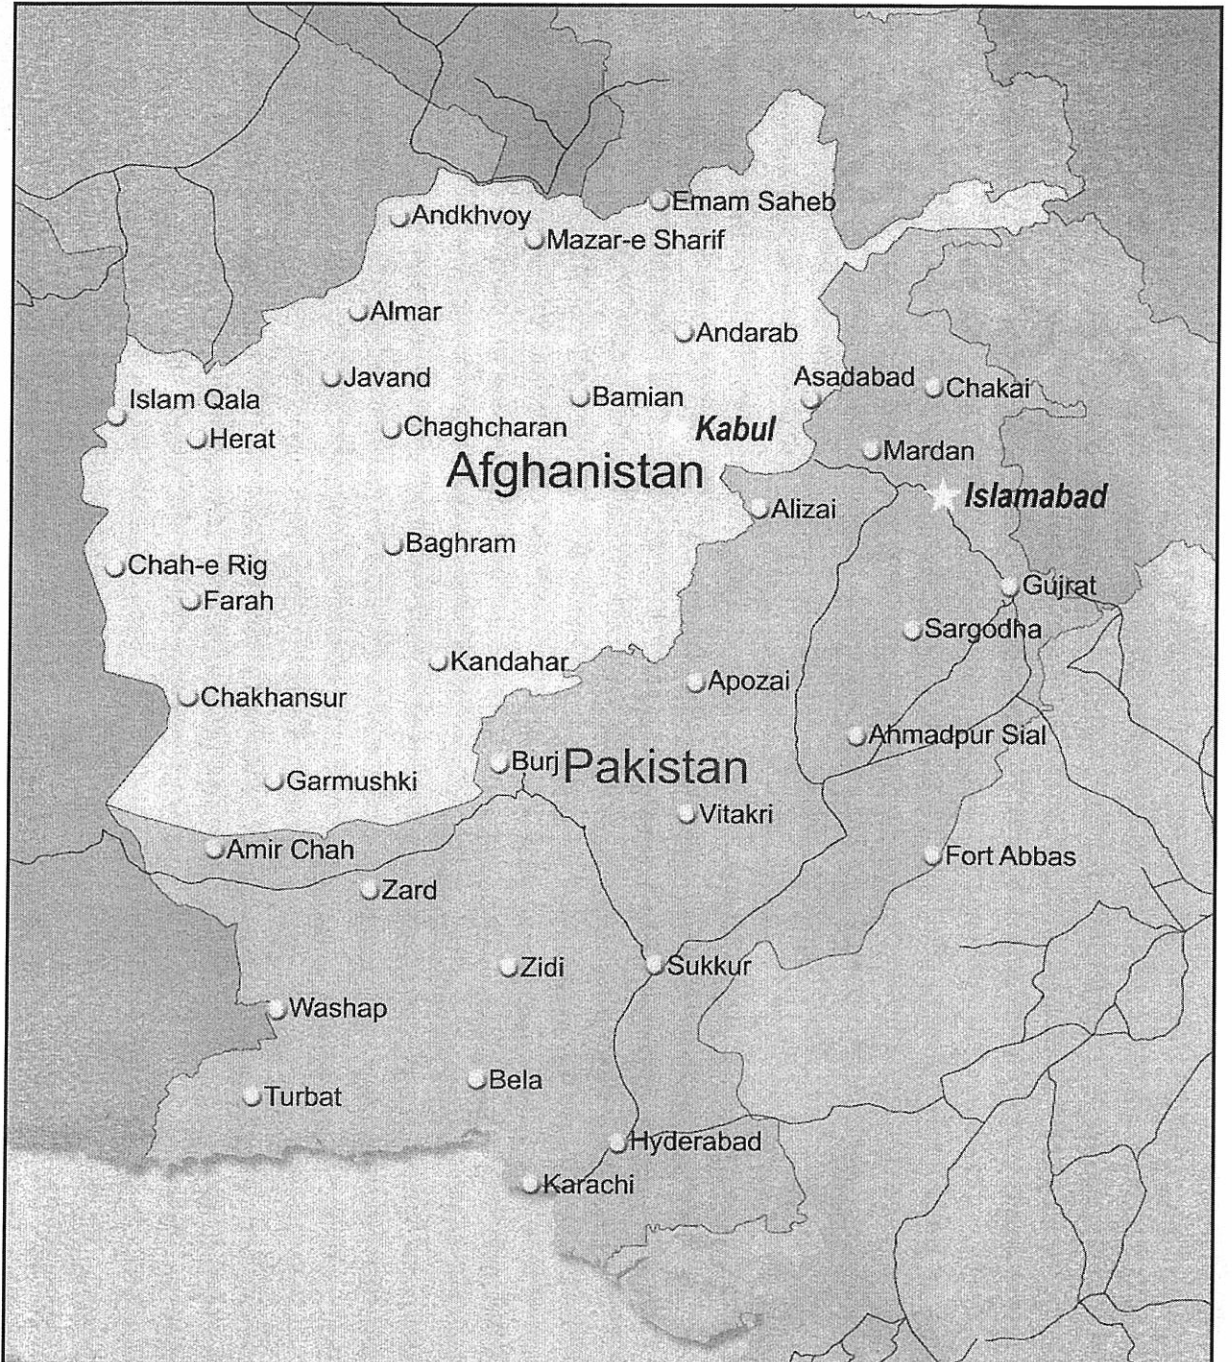 Emam Saheb
Andkhvoy
Mazar-e Sharif
Almar
Andarab
Javand
Asadabad
Chakai
Islam Qala
Bamian
Herat
Chaghcharan
Kabul
Mardan
Afghanistan
Islamabad
Alizai
Baghram
Chah-e Rig
Gujrat
Farah
Sargodha
Kandahar
Apozai
Chakhansur
Ahmadpur Sial
Burj
Pakistan
Garmushki
Vitakri
Amir Chah
Fort Abbas
Zard
Zidi
Sukkur
Washap
Bela
Turbat
Hyderabad
Karachi